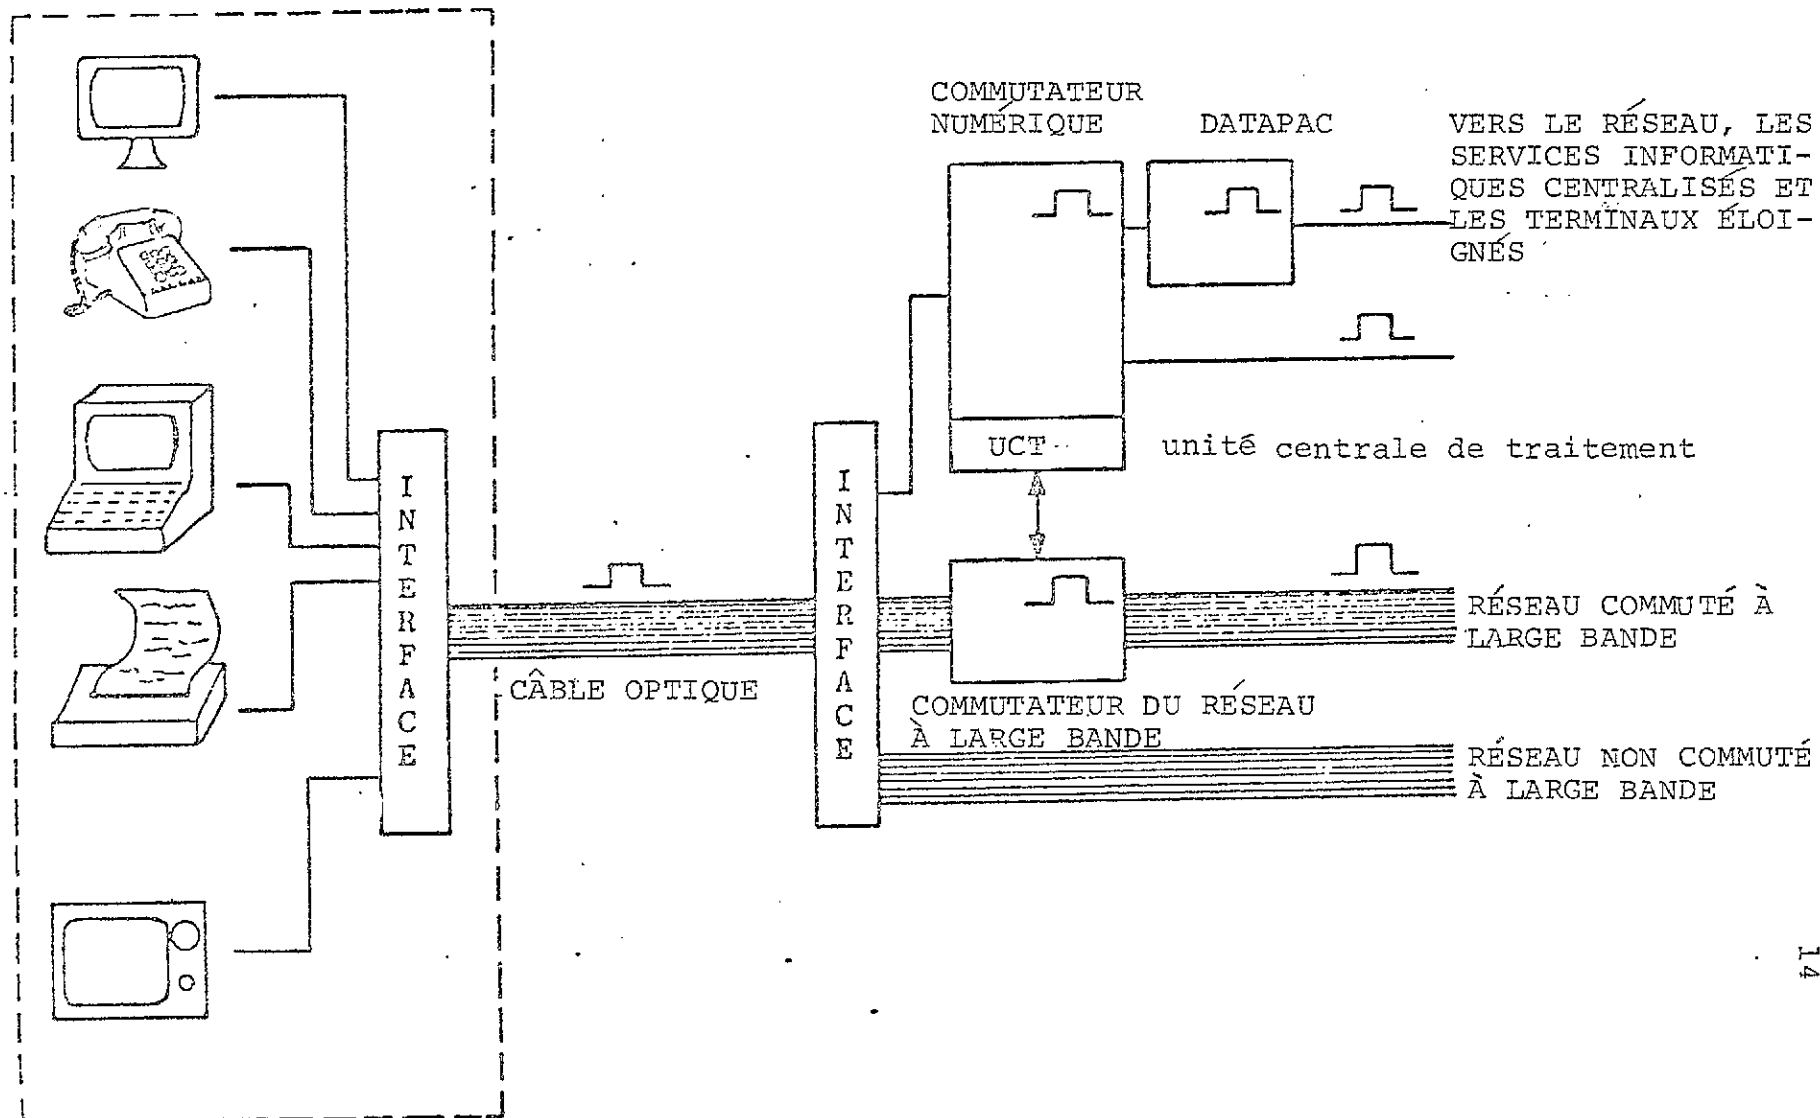 COMMUTATEUR
NUMÉRIQUE
DATAPAC
VERS LE RÉSEAU, LES
SERVICES INFORMATI-
QUES CENTRALISÉS ET
LES TERMINAUX ÉLOI-
GNÉS
UCT
unité centrale de traitement
INTERFACE
INTERFACE
CÂBLE OPTIQUE
RÉSEAU COMMUTÉ À
LARGE BANDE
COMMUTATEUR DU RÉSEAU
À LARGE BANDE
RÉSEAU NON COMMUTÉ
À LARGE BANDE
14